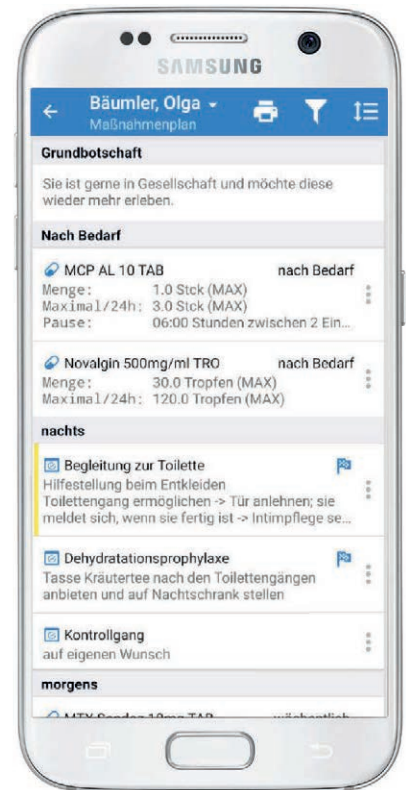 SAMSUNG
Bäumler, Olga
Maßnahmenplan
Grundbotschaft
Sie ist gerne in Gesellschaft und möchte diese
wieder mehr erleben.
Nach Bedarf
MCP AL 10 TAB nach Bedarf
Menge: 1.0 Stck (MAX)
Maximal/24h: 3.0 Stck (MAX)
Pause: 06:00 Stunden zwischen 2 Ein...
Novalgin 500mg/ml TRO nach Bedarf
Menge: 30.0 Tropfen (MAX)
Maximal/24h: 120.0 Tropfen (MAX)
nachts
Begleitung zur Toilette
Hilfestellung beim Entkleiden
Toilettengang ermöglichen -> Tür anlehnen; sie
meldet sich, wenn sie fertig ist -> Intimpflege se...
Dehydratationsprophylaxe
Tasse Kräutertee nach den Toilettengängen
anbieten und auf Nachtschrank stellen
Kontrollgang
auf eigenen Wunsch
morgens